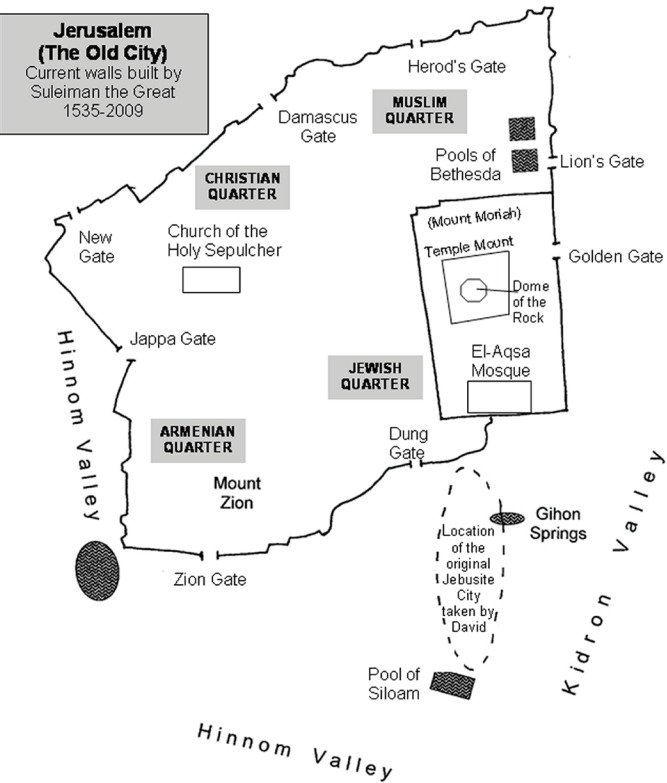 Jerusalem
(The Old City)
Current walls built by
Suleiman the Great
1535-2009
Herod's Gate
Damascus
Gate
MUSLIM
QUARTER
Pools of
Bethesda
Lion's Gate
CHRISTIAN
QUARTER
(Mount Moriah)
Temple Mount
New
Gate
Church of the
Holy Sepulcher
Golden Gate
Dome
of the
Rock
Jappa Gate
El-Aqsa
Mosque
JEWISH
QUARTER
Hinnom Valley
ARMENIAN
QUARTER
Dung
Gate
Mount
Zion
Gihon
Springs
Kidron Valley
Location
of the
original
Jebusite
City
taken by
David
Zion Gate
Pool of
Siloam
Hinnom Valley